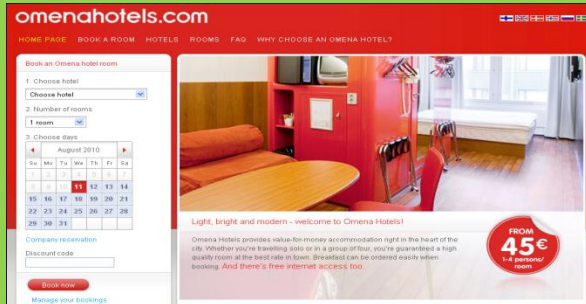 omenahotels.com
HOME PAGE BOOK A ROOM HOTELS ROOMS FAQ WHY CHOOSE AN OMENA HOTEL?
Book an Omena hotel room
1. Choose hotel
Choose hotel
2. Number of rooms
1 room
3. Choose days
August 2010
Su Mo Tu We Th Fr Sa
1 2 3 4 5 6 7
8 9 10 11 12 13 14
15 16 17 18 19 20 21
22 23 24 25 26 27 28
29 30 31
Company reservation
Discount code
Book now
Manage your bookings
Light, bright and modern - welcome to Omena Hotels!
Omena Hotels provides value-for-money accommodation right in the heart of the
city. Whether you're travelling solo or in a group of four, you're guaranteed a high
quality room at the best rate in town. Breakfast can be ordered easily when
booking. And there's free internet access too.
FROM
45€
1-4 persons/
room